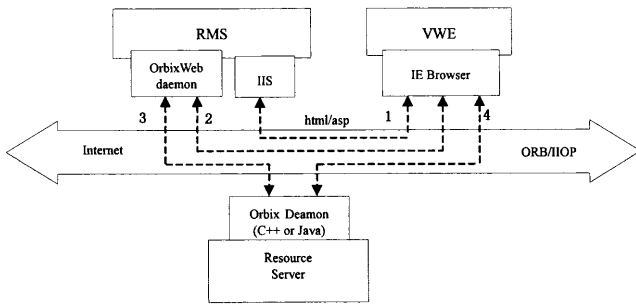 RMS
VWE
OrbixWeb
daemon
IIS
IE Browser
3
2
html/asp
1
4
Internet
ORB/IIOP
Orbix Deamon
(C++ or Java)
Resource
Server